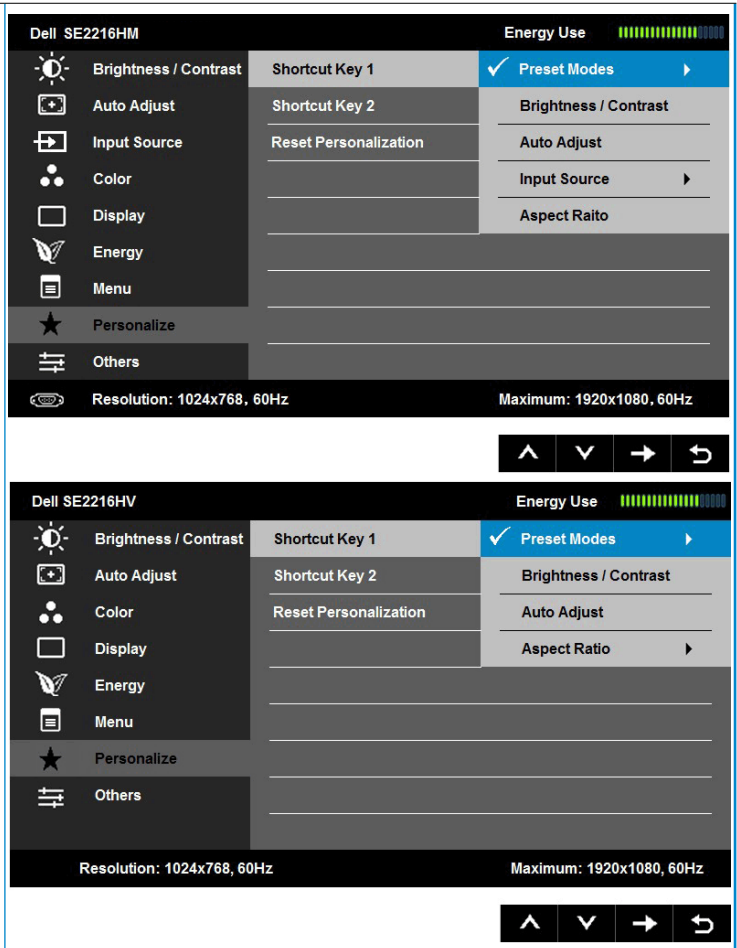 Dell SE2216HM Energy Use
Brightness / Contrast Shortcut Key 1 Preset Modes
Auto Adjust Shortcut Key 2 Brightness / Contrast
Input Source Reset Personalization Auto Adjust
Color Input Source
Display Aspect Raito
Energy
Menu
Personalize
Others
Resolution: 1024x768, 60Hz Maximum: 1920x1080, 60Hz
Dell SE2216HV Energy Use
Brightness / Contrast Shortcut Key 1 Preset Modes
Auto Adjust Shortcut Key 2 Brightness / Contrast
Color Reset Personalization Auto Adjust
Display Aspect Ratio
Energy
Menu
Personalize
Others
Resolution: 1024x768, 60Hz Maximum: 1920x1080, 60Hz